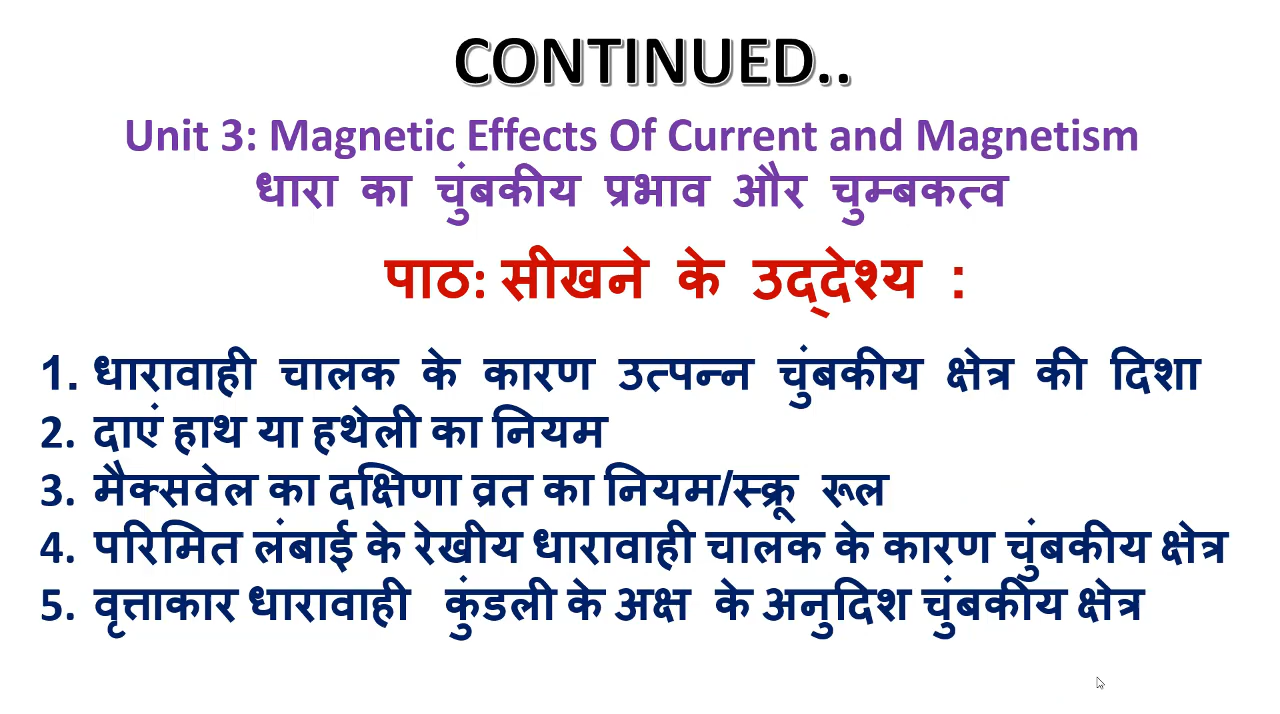 CONTINUED..
Unit 3: Magnetic Effects Of Current and Magnetism
धारा का चुंबकीय प्रभाव और चुम्बकत्व
पाठ: सीखने के उद्देश्य :
1. धारावाही चालक के कारण उत्पन्न चुंबकीय क्षेत्र की दिशा
2. दाएं हाथ या हथेली का नियम
3. मैक्सवेल का दक्षिणा व्रत का नियम/स्क्रू रूल
4. परिमित लंबाई के रेखीय धारावाही चालक के कारण चुंबकीय क्षेत्र
5. वृत्ताकार धारावाही कुंडली के अक्ष के अनुदिश चुंबकीय क्षेत्र